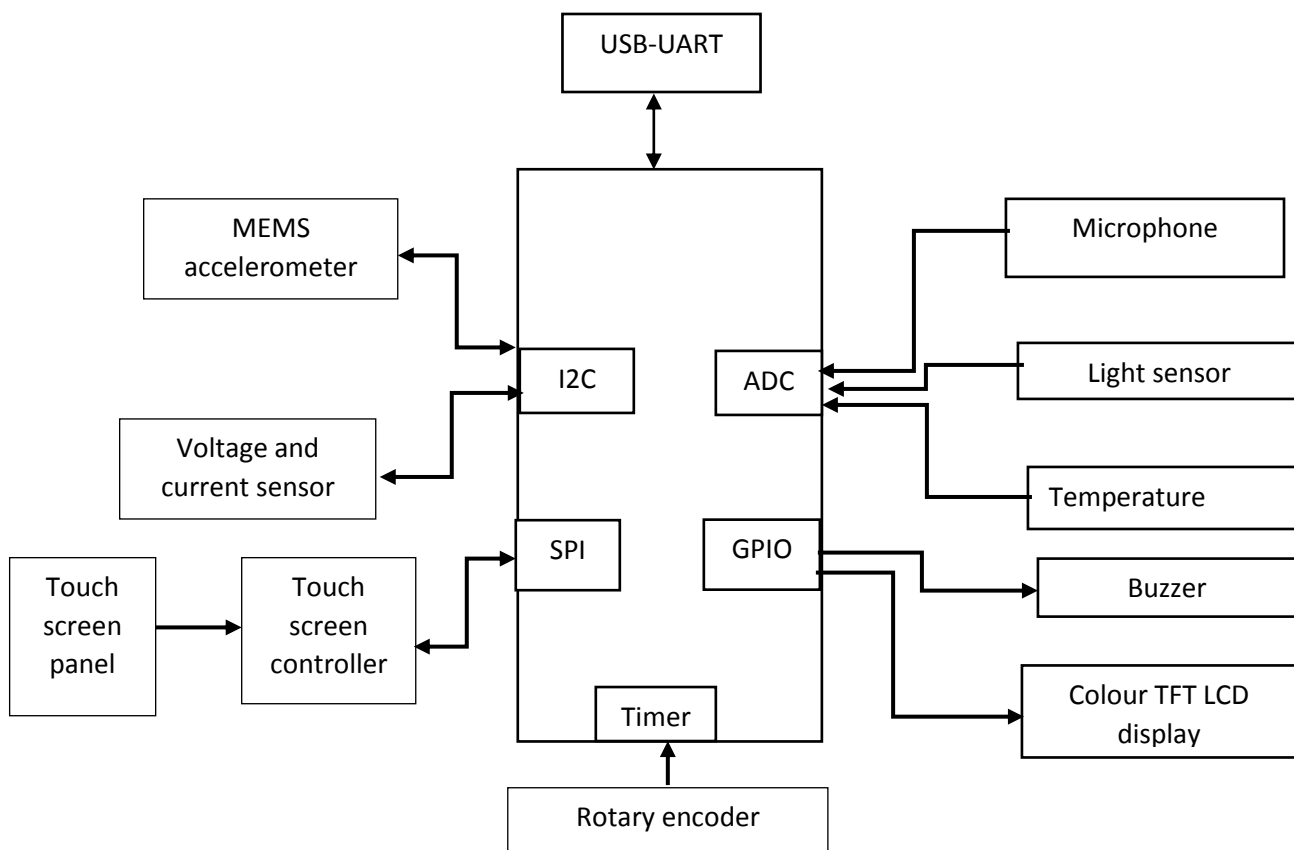 USB-UART
MEMS
accelerometer
Microphone
I2C
ADC
Light sensor
Voltage and
current sensor
Temperature
SPI
GPIO
Touch
screen
panel
Touch
screen
controller
Buzzer
Timer
Colour TFT LCD
display
Rotary encoder